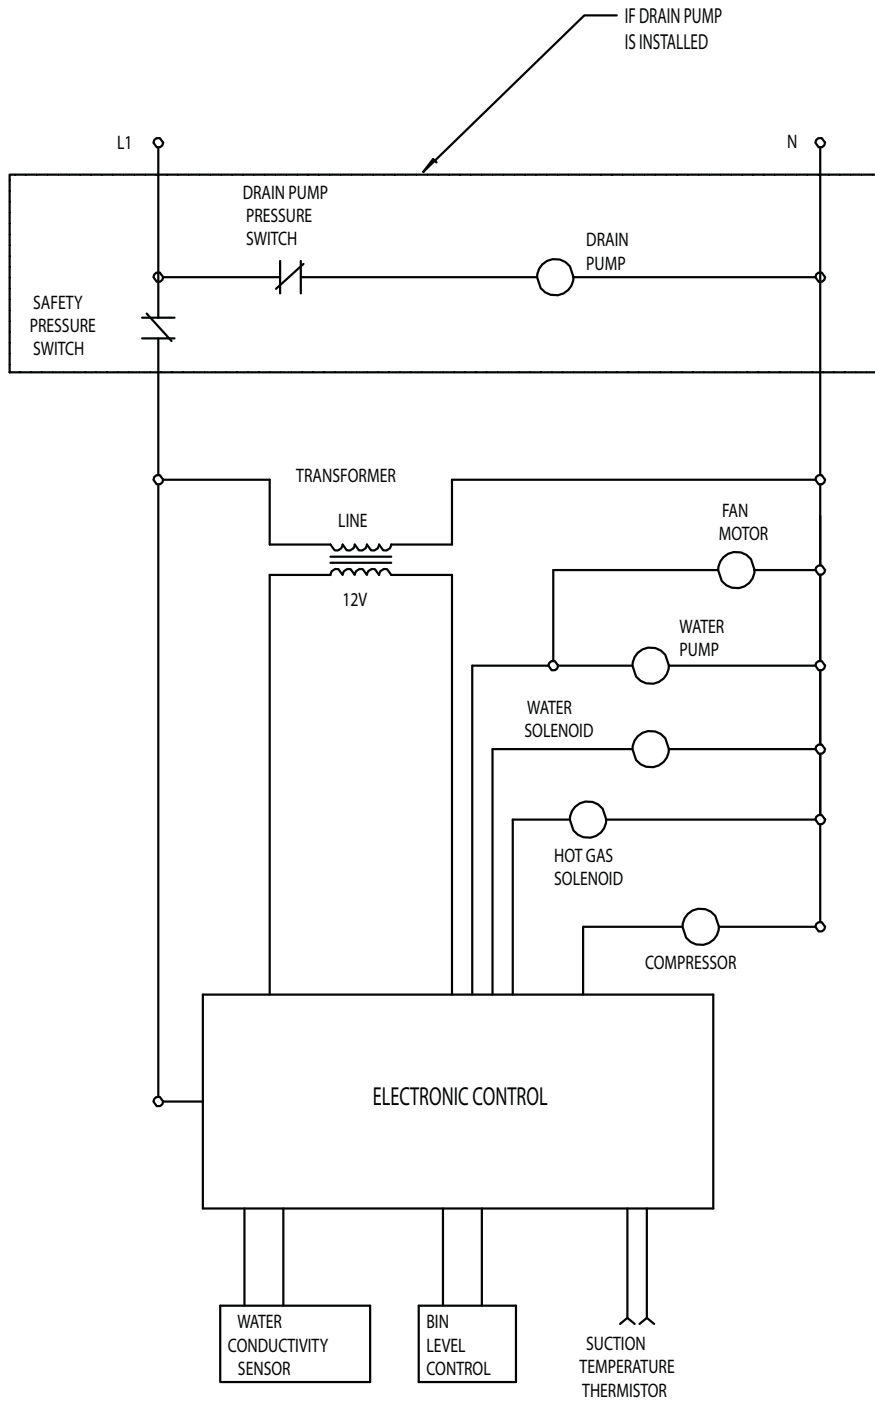 IF DRAIN PUMP
IS INSTALLED
L1
N
DRAIN PUMP
PRESSURE
SWITCH
DRAIN
PUMP
SAFETY
PRESSURE
SWITCH
TRANSFORMER
LINE
12V
FAN
MOTOR
WATER
PUMP
WATER
SOLENOID
HOT GAS
SOLENOID
COMPRESSOR
ELECTRONIC CONTROL
WATER
CONDUCTIVITY
SENSOR
BIN
LEVEL
CONTROL
SUCTION
TEMPERATURE
THERMISTOR